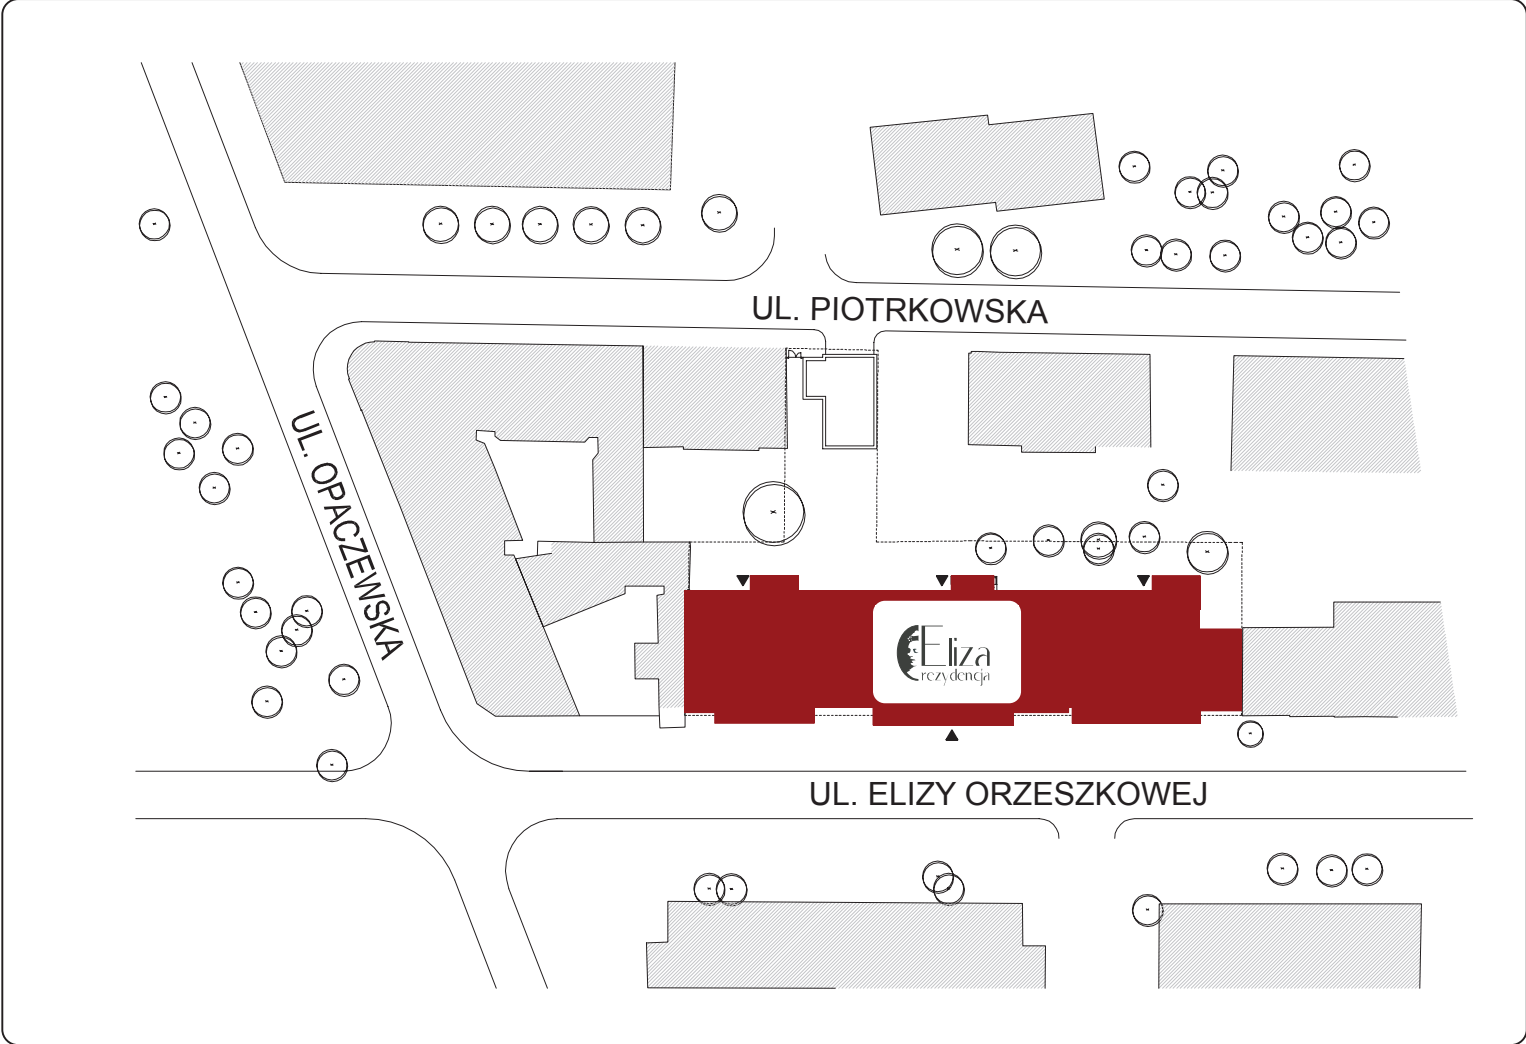 UL. PIOTRKOWSKA
UL. OPACZEWSKA
Eliza
rezydencja
UL. ELIZY ORZESZKOWEJ